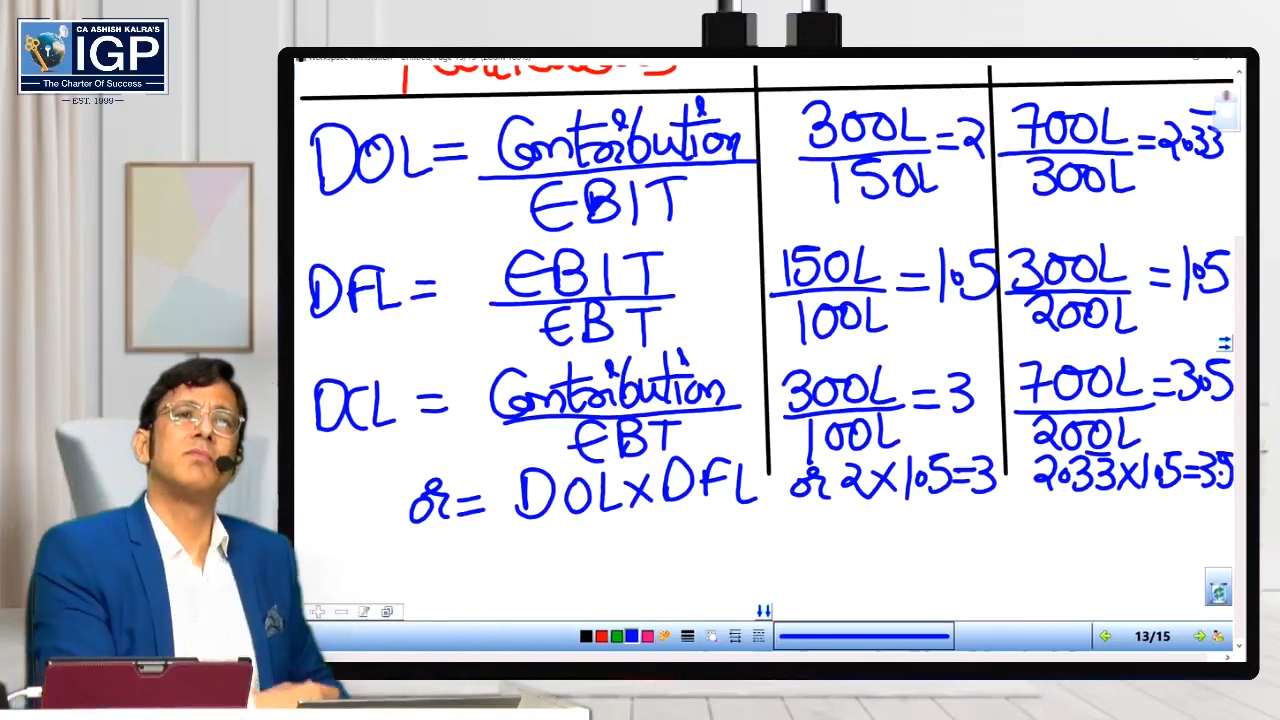 CA ASHISH KALRA'S
IGP
The Charter Of Success
EST. 1999
DOL = Contribution / EBIT 300L / 150L = 2 700L / 300L = 2.33
DFL = EBIT / EBT 150L / 100L = 1.5 300L / 200L = 1.5
DCL = Contribution / EBT 300L / 100L = 3 700L / 200L = 3.5
or = DOL x DFL or 2 x 1.5 = 3 2.33 x 1.5 = 3.5
13/15